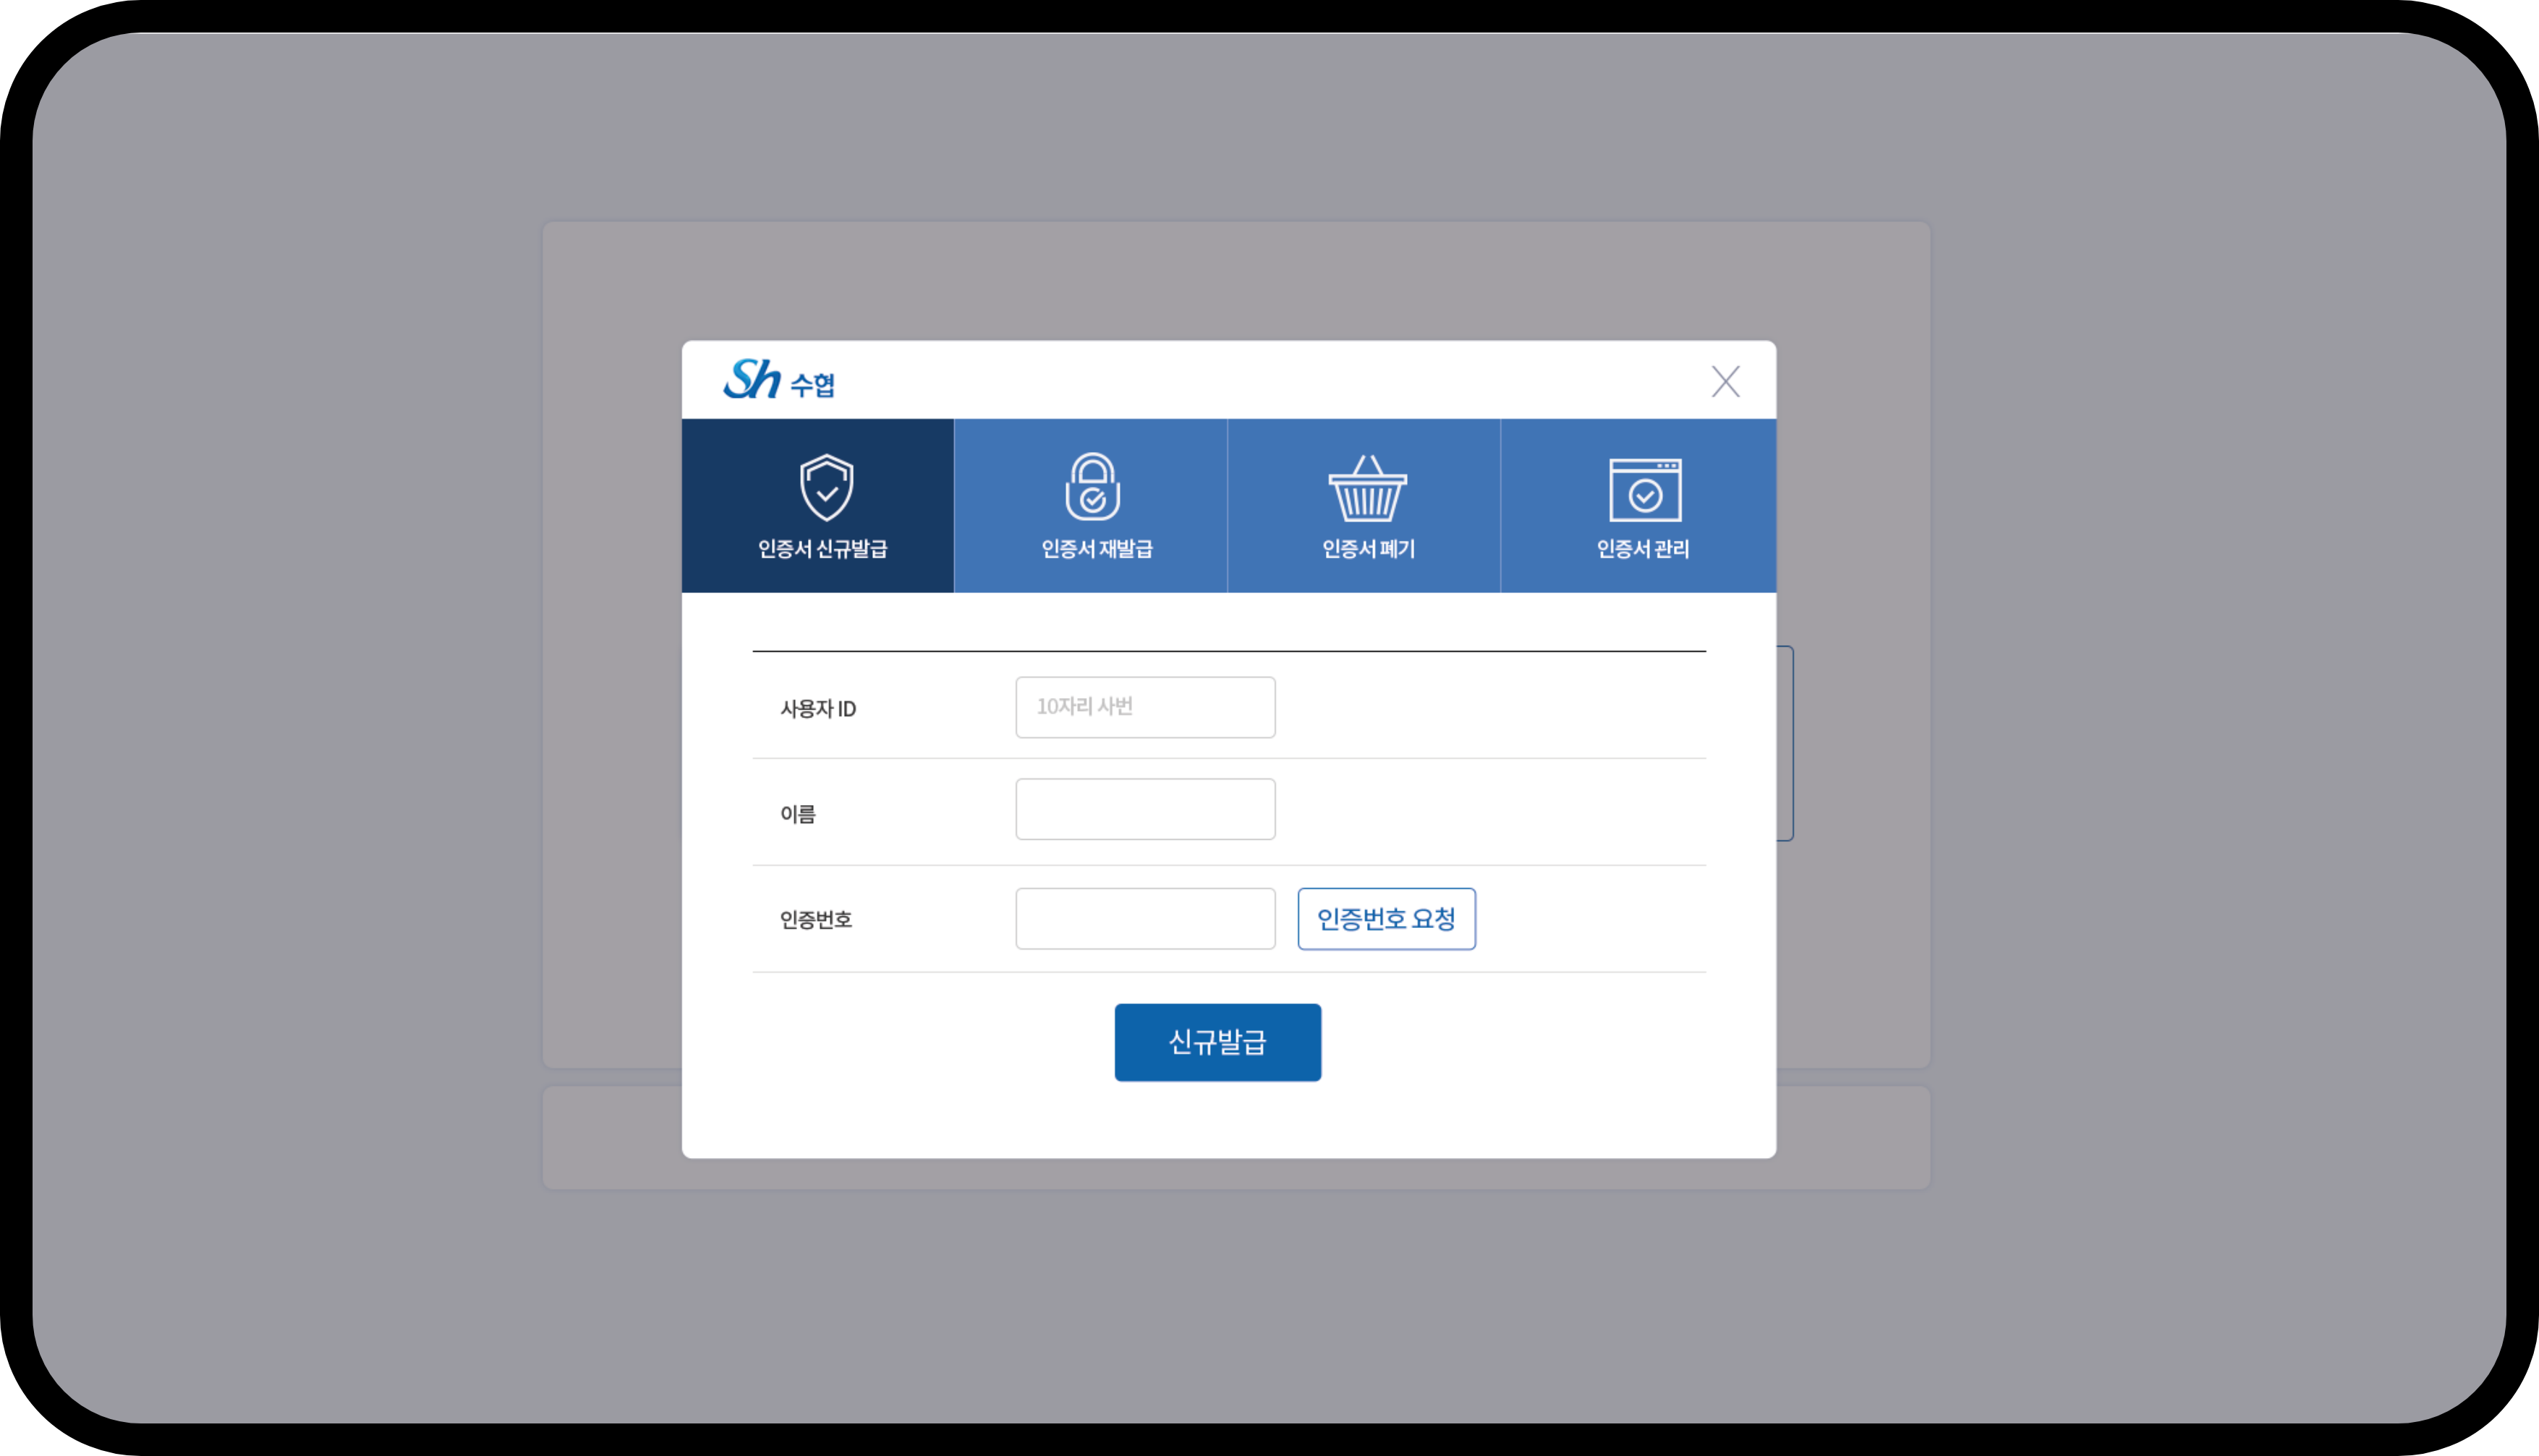 Sh 수협
인증서 신규발급
인증서 재발급
인증서 폐기
인증서 관리
사용자 ID
10자리 사번
이름
인증번호
인증번호 요청
신규발급